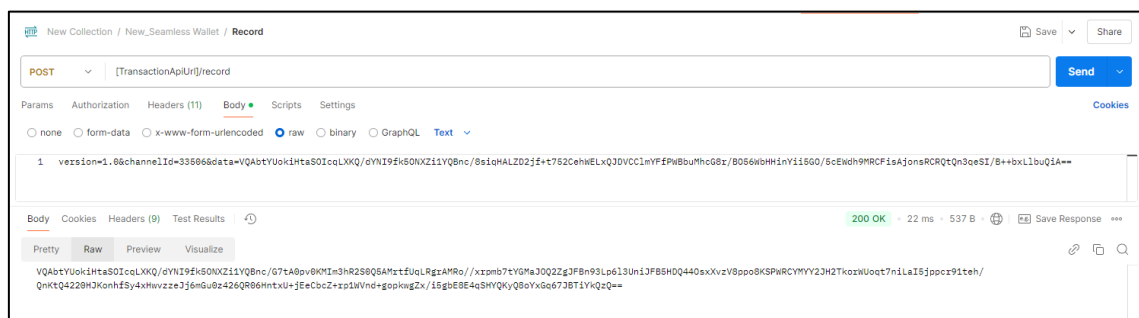 HTTP New Collection / New_Seamless Wallet / Record Save Share
POST [TransactionApiUrl]/record Send
Params Authorization Headers (11) Body Scripts Settings Cookies
none form-data x-www-form-urlencoded raw binary GraphQL Text
1 version=1.0&channelId=33506&data=VQAbtYUokiHtaSOIcqLXKQ/dYNI9fk5ONXZi1YQBnc/8siqHALZD2jf+t752CehWELxQJDVCClmYFfPWBbuMhcG8r/BO56WbHHinYii5GO/5cEWdh9MRCFisAjonsRCRQtQn3qeSI/B++bxLlbuQiA==
Body Cookies Headers (9) Test Results 200 OK 22 ms 537 B e.g. Save Response
Pretty Raw Preview Visualize
VQAbtYUokiHtaSOIcqLXKQ/dYNI9fk5ONXZi1YQBnc/G7tA0pv0KMIm3hR2S0Q5AMrtfUqLRgrAMRo//xrpmb7tYGMaJOQ2ZgJFBn93Lp6l3UniJFB5HDQ44OsxXvzV8ppo8KSPWRCYMYY2JH2TkorWUoqt7niLaI5jppcr91teh/
QnKtQ4220HJKonhfSy4xHwvzzeJj6mGu0z426QR06HntxU+jEeCbcZ+rp1WVnd+gopkwgZx/i5gbE8E4qSHYQKyQ8oYxGq67JBTiYkQzQ==